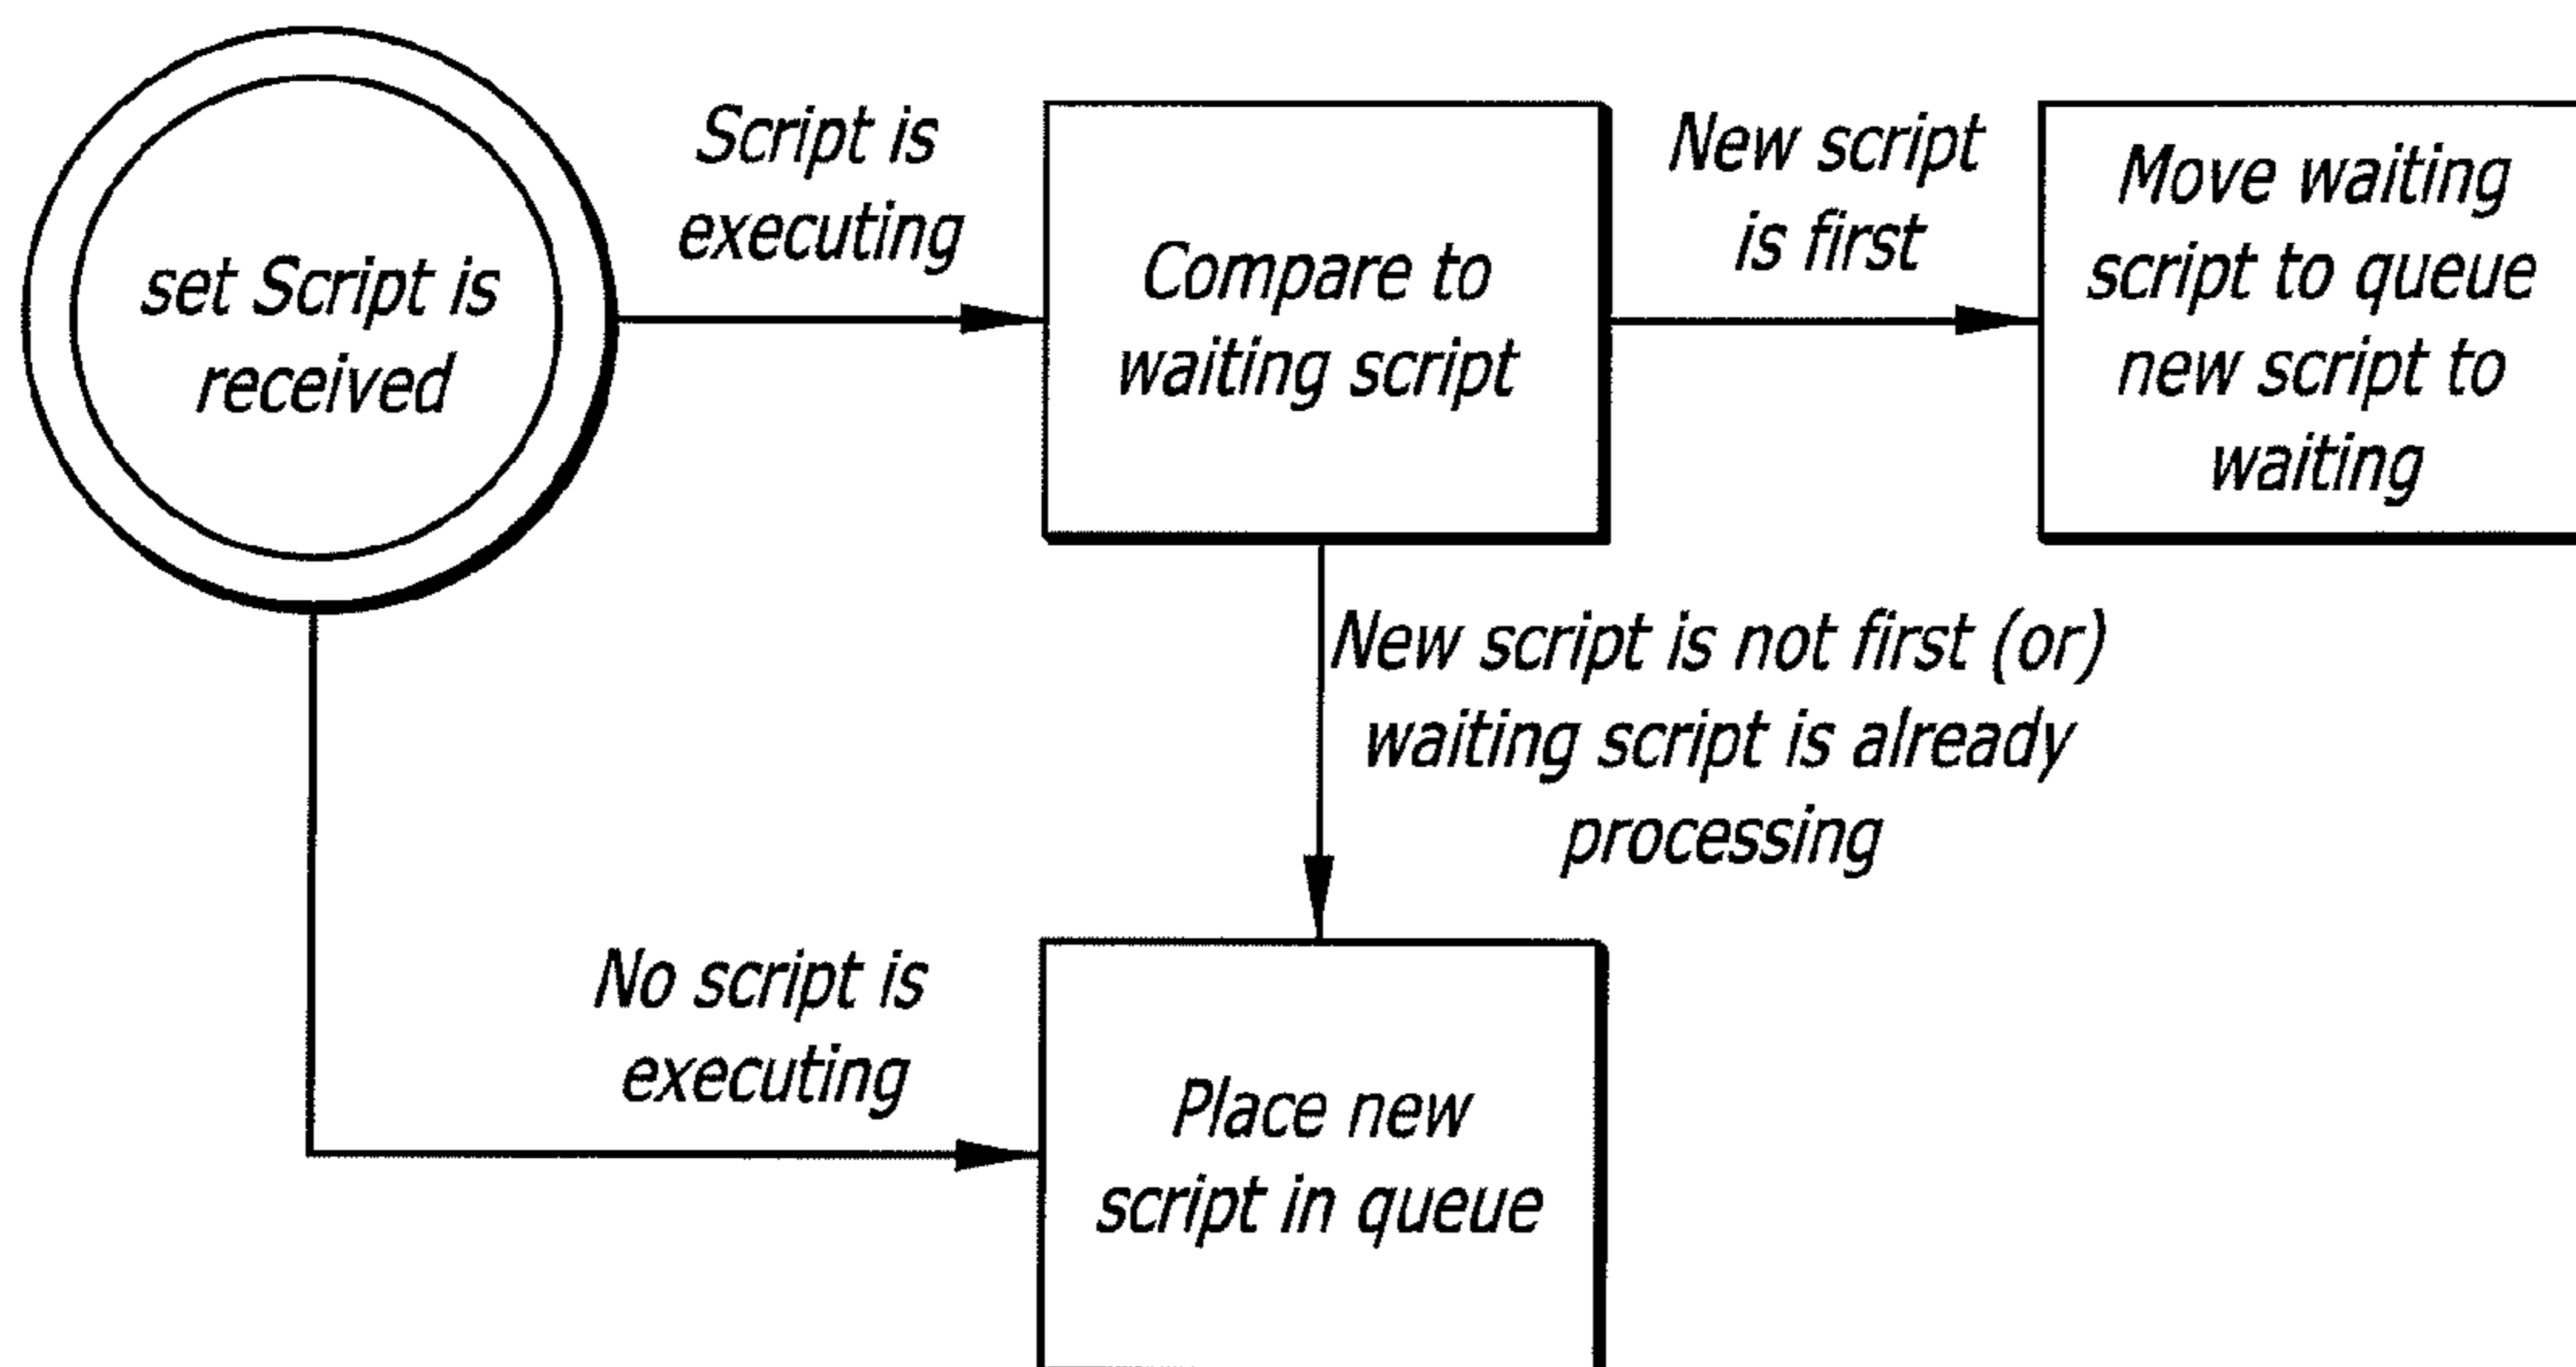 set Script is
received
Script is
executing
Compare to
waiting script
New script
is first
Move waiting
script to queue
new script to
waiting
New script is not first (or)
waiting script is already
processing
No script is
executing
Place new
script in queue